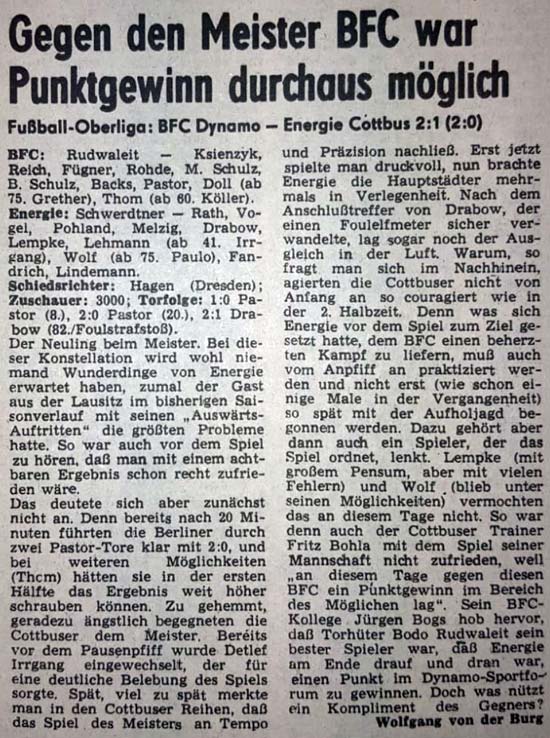 Gegen den Meister BFC war
Punktgewinn durchaus möglich
Fußball-Oberliga: BFC Dynamo – Energie Cottbus 2:1 (2:0)
BFC: Rudwaleit — Ksienzyk,
Reich, Fügner, Rohde, M. Schulz,
B. Schulz, Backs, Pastor, Doll (ab
75. Grether), Thom (ab 60. Köller).
Energie: Schwerdtner — Rath, Vo-
gel, Pohland, Melzig, Drabow,
Lempke, Lehmann (ab 41. Irr-
gang), Wolf (ab 75. Paulo), Fan-
drich, Lindemann.
Schiedsrichter: Hagen (Dresden);
Zuschauer: 3000; Torfolge: 1:0 Pa-
stor (8.), 2:0 Pastor (20.), 2:1 Dra-
bow (82./Foulstrafstoß).
Der Neuling beim Meister. Bei die-
ser Konstellation wird wohl nie-
mand Wunderdinge von Energie
erwartet haben, zumal der Gast
aus der Lausitz im bisherigen Sai-
sonverlauf mit seinen „Auswärts-
Auftritten" die größten Probleme
hatte. So war auch vor dem Spiel
zu hören, daß man mit einem acht-
baren Ergebnis schon recht zufrie-
den wäre.
Das deutete sich aber zunächst
nicht an. Denn bereits nach 20 Mi-
nuten führten die Berliner durch
zwei Pastor-Tore klar mit 2:0, und
bei weiteren Möglichkeiten
(Thom) hätten sie in der ersten
Hälfte das Ergebnis weit höher
schrauben können. Zu gehemmt,
geradezu ängstlich begegneten die
Cottbuser dem Meister. Bereits
vor dem Pausenpfiff wurde Detlef
Irrgang eingewechselt, der für
eine deutliche Belebung des Spiels
sorgte. Spät, viel zu spät merkte
man in den Cottbuser Reihen, daß
das Spiel des Meisters an Tempo
und Präzision nachließ. Erst jetzt
spielte man druckvoll, nun brachte
Energie die Hauptstädter mehr-
mals in Verlegenheit. Nach dem
Anschlußtreffer von Drabow, der
einen Foulelfmeter sicher ver-
wandelte, lag sogar noch der Aus-
gleich in der Luft. Warum, so
fragt man sich im Nachhinein,
agierten die Cottbuser nicht von
Anfang an so couragiert wie in
der 2. Halbzeit. Denn was sich
Energie vor dem Spiel zum Ziel ge-
setzt hatte, dem BFC einen beherz-
ten Kampf zu liefern, muß auch
vom Anpfiff an praktiziert wer-
den und nicht erst (wie schon ei-
nige Male in der Vergangenheit)
so spät mit der Aufholjagd be-
gonnen werden. Dazu gehört aber
dann auch ein Spieler, der das
Spiel ordnet, lenkt. Lempke (mit
großem Pensum, aber mit vielen
Fehlern) und Wolf (blieb unter
seinen Möglichkeiten) vermochten
das an diesem Tage nicht. So war
denn auch der Cottbuser Trainer
Fritz Bohla mit dem Spiel seiner
Mannschaft nicht zufrieden, weil
„an diesem Tage gegen diesen
BFC ein Punktgewinn im Bereich
des Möglichen lag". Sein BFC-
Kollege Jürgen Bogs hob hervor,
daß Torhüter Bodo Rudwaleit sein
bester Spieler war, daß Energie
am Ende drauf und dran war,
einen Punkt im Dynamo-Sportfo-
rum zu gewinnen. Doch was nützt
ein Kompliment des Gegners?
Wolfgang von der Burg